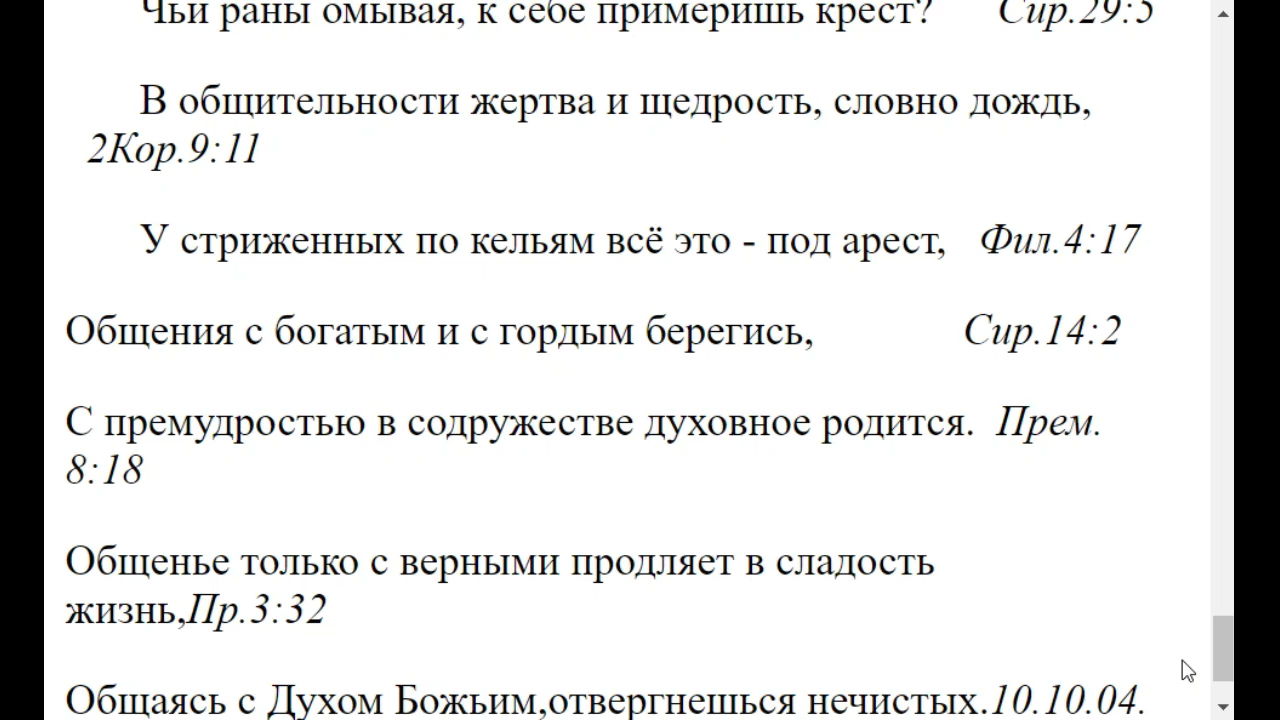 Чьи раны омывая, к себе примеришь крест? Сир.29:5
В общительности жертва и щедрость, словно дождь,
2Кор.9:11
У стриженных по кельям всё это - под арест, Фил.4:17
Общения с богатым и с гордым берегись, Сир.14:2
С премудростью в содружестве духовное родится. Прем.
8:18
Общенье только с верными продляет в сладость
жизнь,Пр.3:32
Общаясь с Духом Божьим,отвергнешься нечистых.10.10.04.